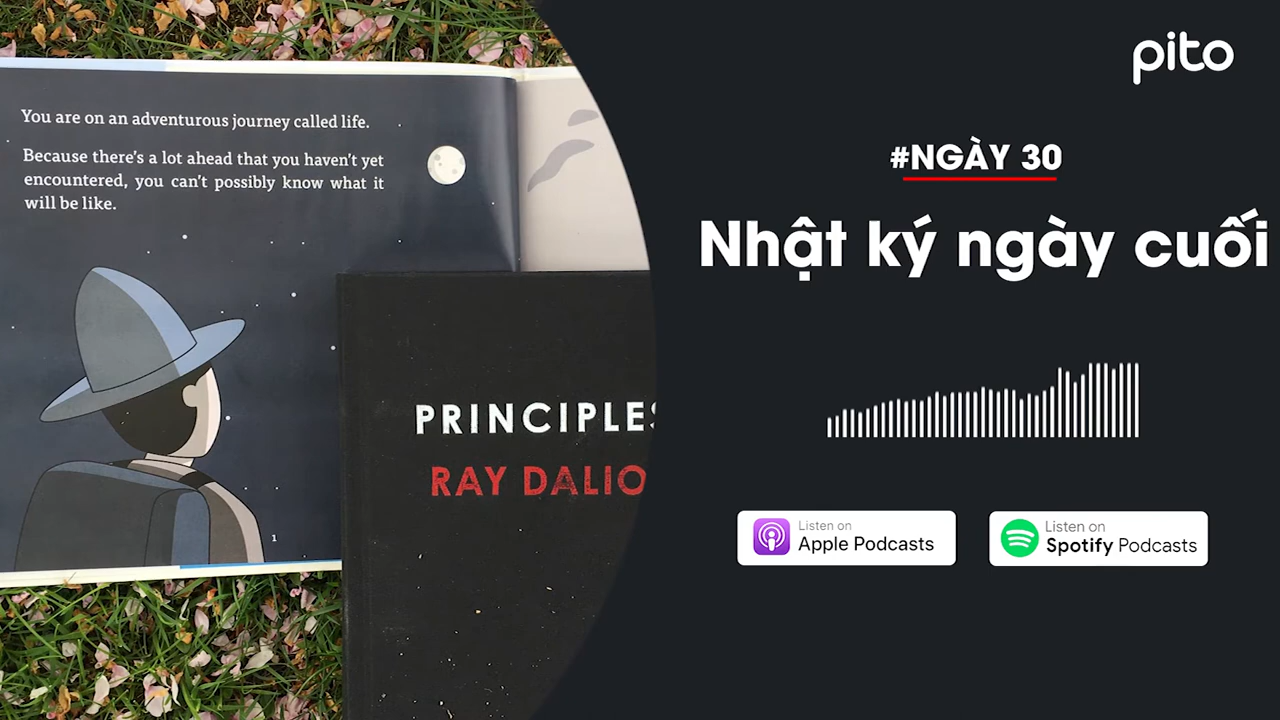 You are on an adventurous journey called life.
Because there's a lot ahead that you haven't yet
encountered, you can't possibly know what it
will be like.
1
PRINCIPLES
RAY DALIO
pito
#NGÀY 30
Nhật ký ngày cuối
Listen on
Apple Podcasts
Listen on
Spotify Podcasts